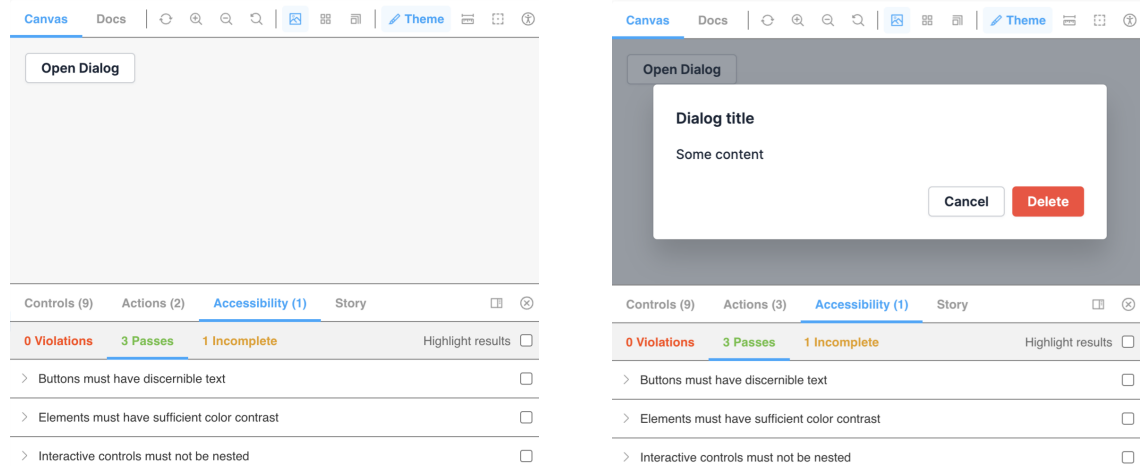 Canvas Docs Theme
Open Dialog
Controls (9) Actions (2) Accessibility (1) Story
0 Violations 3 Passes 1 Incomplete Highlight results
Buttons must have discernible text
Elements must have sufficient color contrast
Interactive controls must not be nested
Canvas Docs Theme
Open Dialog
Dialog title
Some content
Cancel Delete
Controls (9) Actions (3) Accessibility (1) Story
0 Violations 3 Passes 1 Incomplete Highlight results
Buttons must have discernible text
Elements must have sufficient color contrast
Interactive controls must not be nested